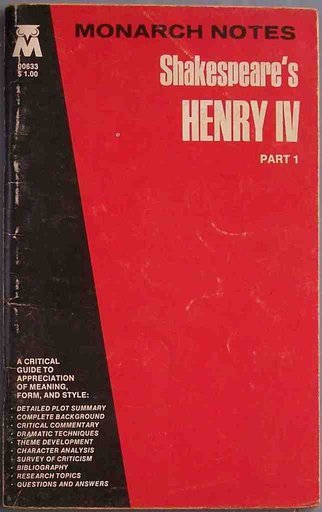 MONARCH NOTES
M
00633
$ 1.00
Shakespeare's
HENRY IV
PART 1
A CRITICAL
GUIDE TO
APPRECIATION
OF MEANING,
FORM, AND STYLE:
· DETAILED PLOT SUMMARY
· COMPLETE BACKGROUND
· CRITICAL COMMENTARY
· DRAMATIC TECHNIQUES
· THEME DEVELOPMENT
· CHARACTER ANALYSIS
· SURVEY OF CRITICISM
· BIBLIOGRAPHY
· RESEARCH TOPICS
· QUESTIONS AND ANSWERS